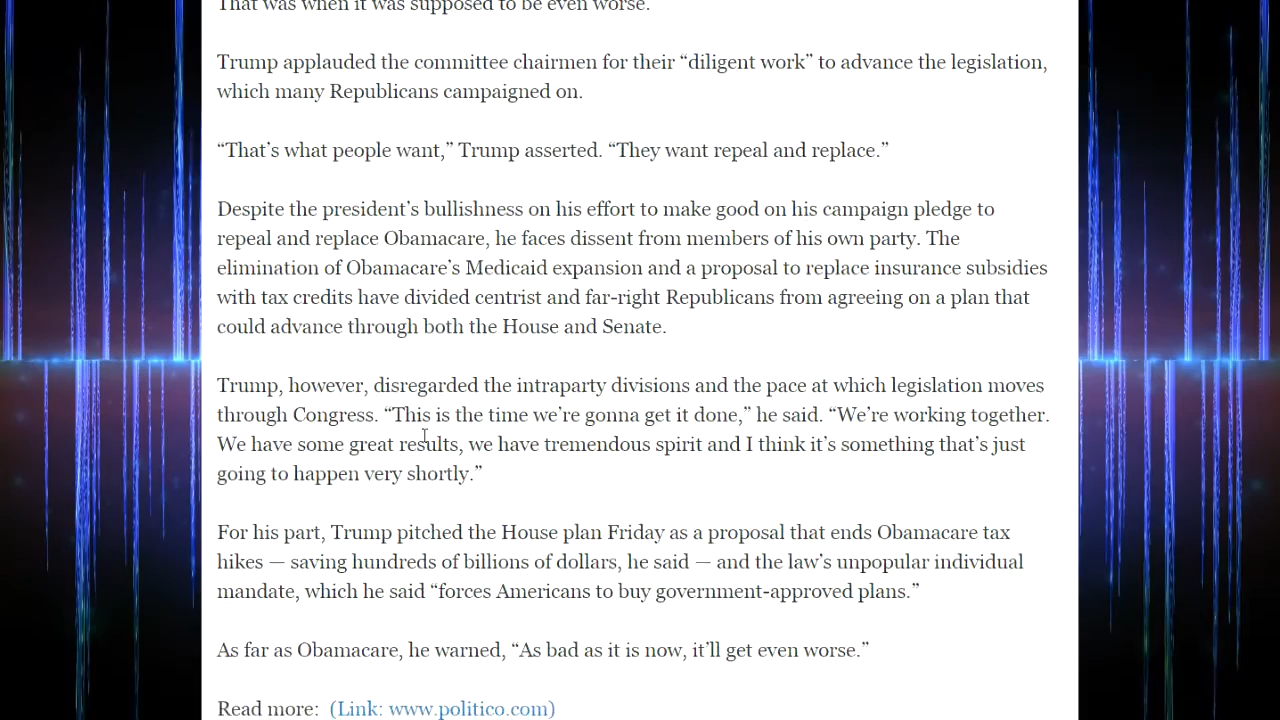 That was when it was supposed to be even worse.
Trump applauded the committee chairmen for their “diligent work” to advance the legislation,
which many Republicans campaigned on.
“That’s what people want,” Trump asserted. “They want repeal and replace.”
Despite the president’s bullishness on his effort to make good on his campaign pledge to
repeal and replace Obamacare, he faces dissent from members of his own party. The
elimination of Obamacare’s Medicaid expansion and a proposal to replace insurance subsidies
with tax credits have divided centrist and far-right Republicans from agreeing on a plan that
could advance through both the House and Senate.
Trump, however, disregarded the intraparty divisions and the pace at which legislation moves
through Congress. “This is the time we’re gonna get it done,” he said. “We’re working together.
We have some great results, we have tremendous spirit and I think it’s something that’s just
going to happen very shortly.”
For his part, Trump pitched the House plan Friday as a proposal that ends Obamacare tax
hikes — saving hundreds of billions of dollars, he said — and the law’s unpopular individual
mandate, which he said “forces Americans to buy government-approved plans.”
As far as Obamacare, he warned, “As bad as it is now, it’ll get even worse.”
Read more: (Link: www.politico.com)